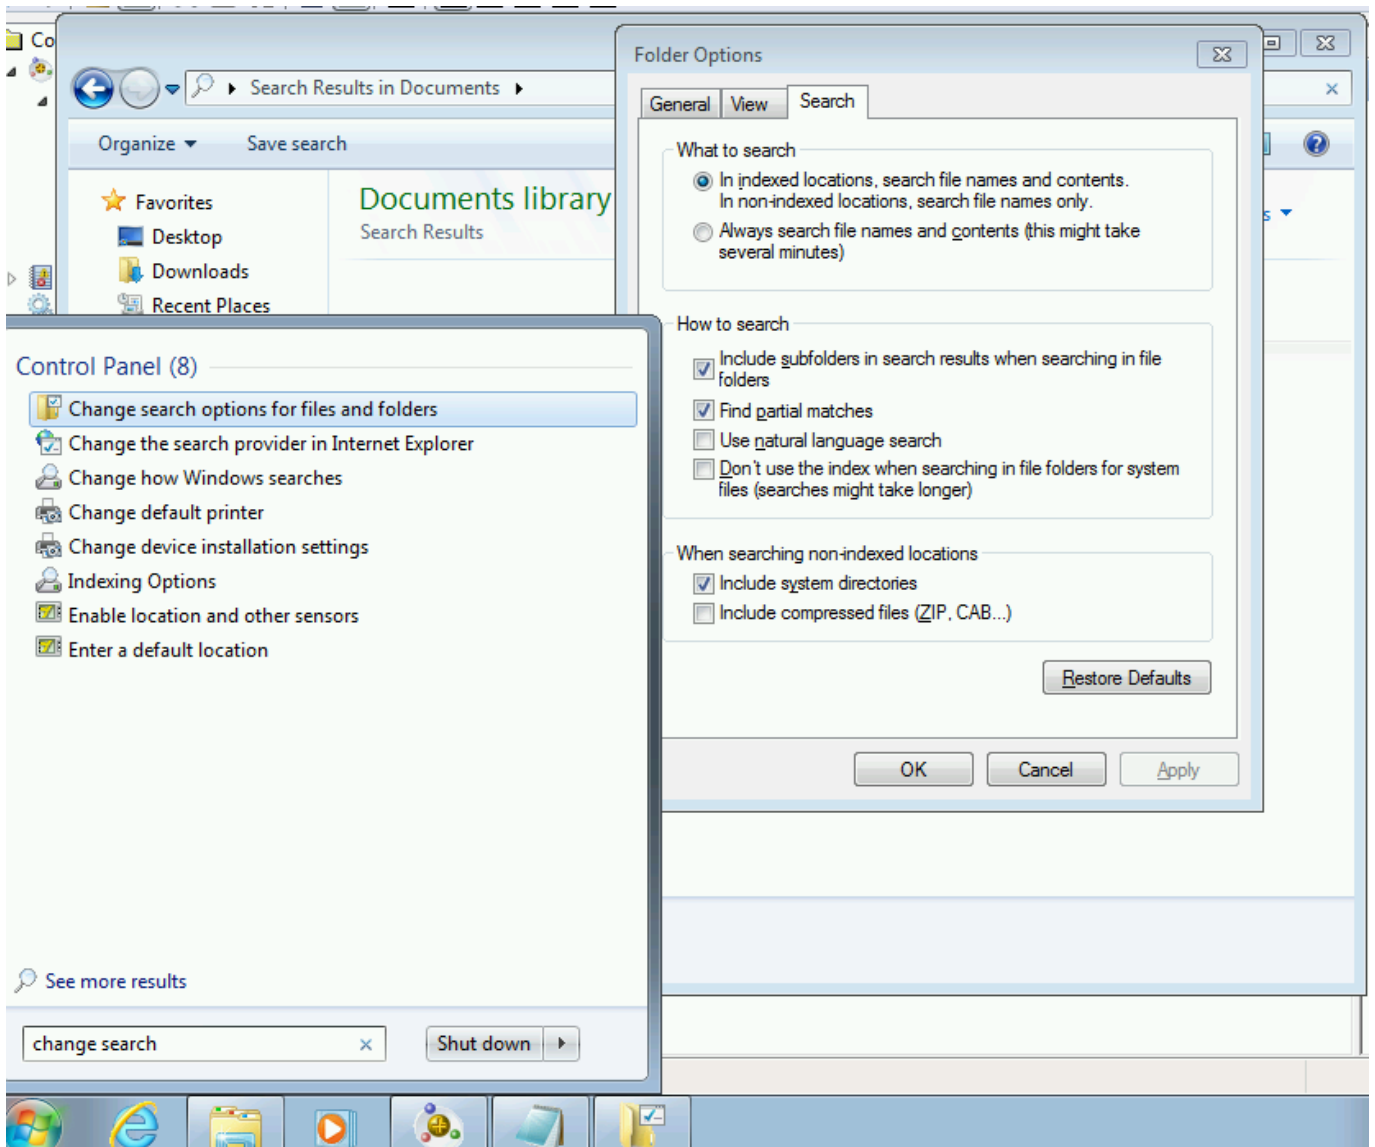 Co
Search Results in Documents
Organize
Save search
Favorites
Desktop
Downloads
Recent Places
Documents library
Search Results
s
Folder Options
General
View
Search
What to search
In indexed locations, search file names and contents.
In non-indexed locations, search file names only.
Always search file names and contents (this might take
several minutes)
How to search
Include subfolders in search results when searching in file
folders
Find partial matches
Use natural language search
Don't use the index when searching in file folders for system
files (searches might take longer)
When searching non-indexed locations
Include system directories
Include compressed files (ZIP, CAB...)
Restore Defaults
OK
Cancel
Apply
Control Panel (8)
Change search options for files and folders
Change the search provider in Internet Explorer
Change how Windows searches
Change default printer
Change device installation settings
Indexing Options
Enable location and other sensors
Enter a default location
See more results
change search
Shut down